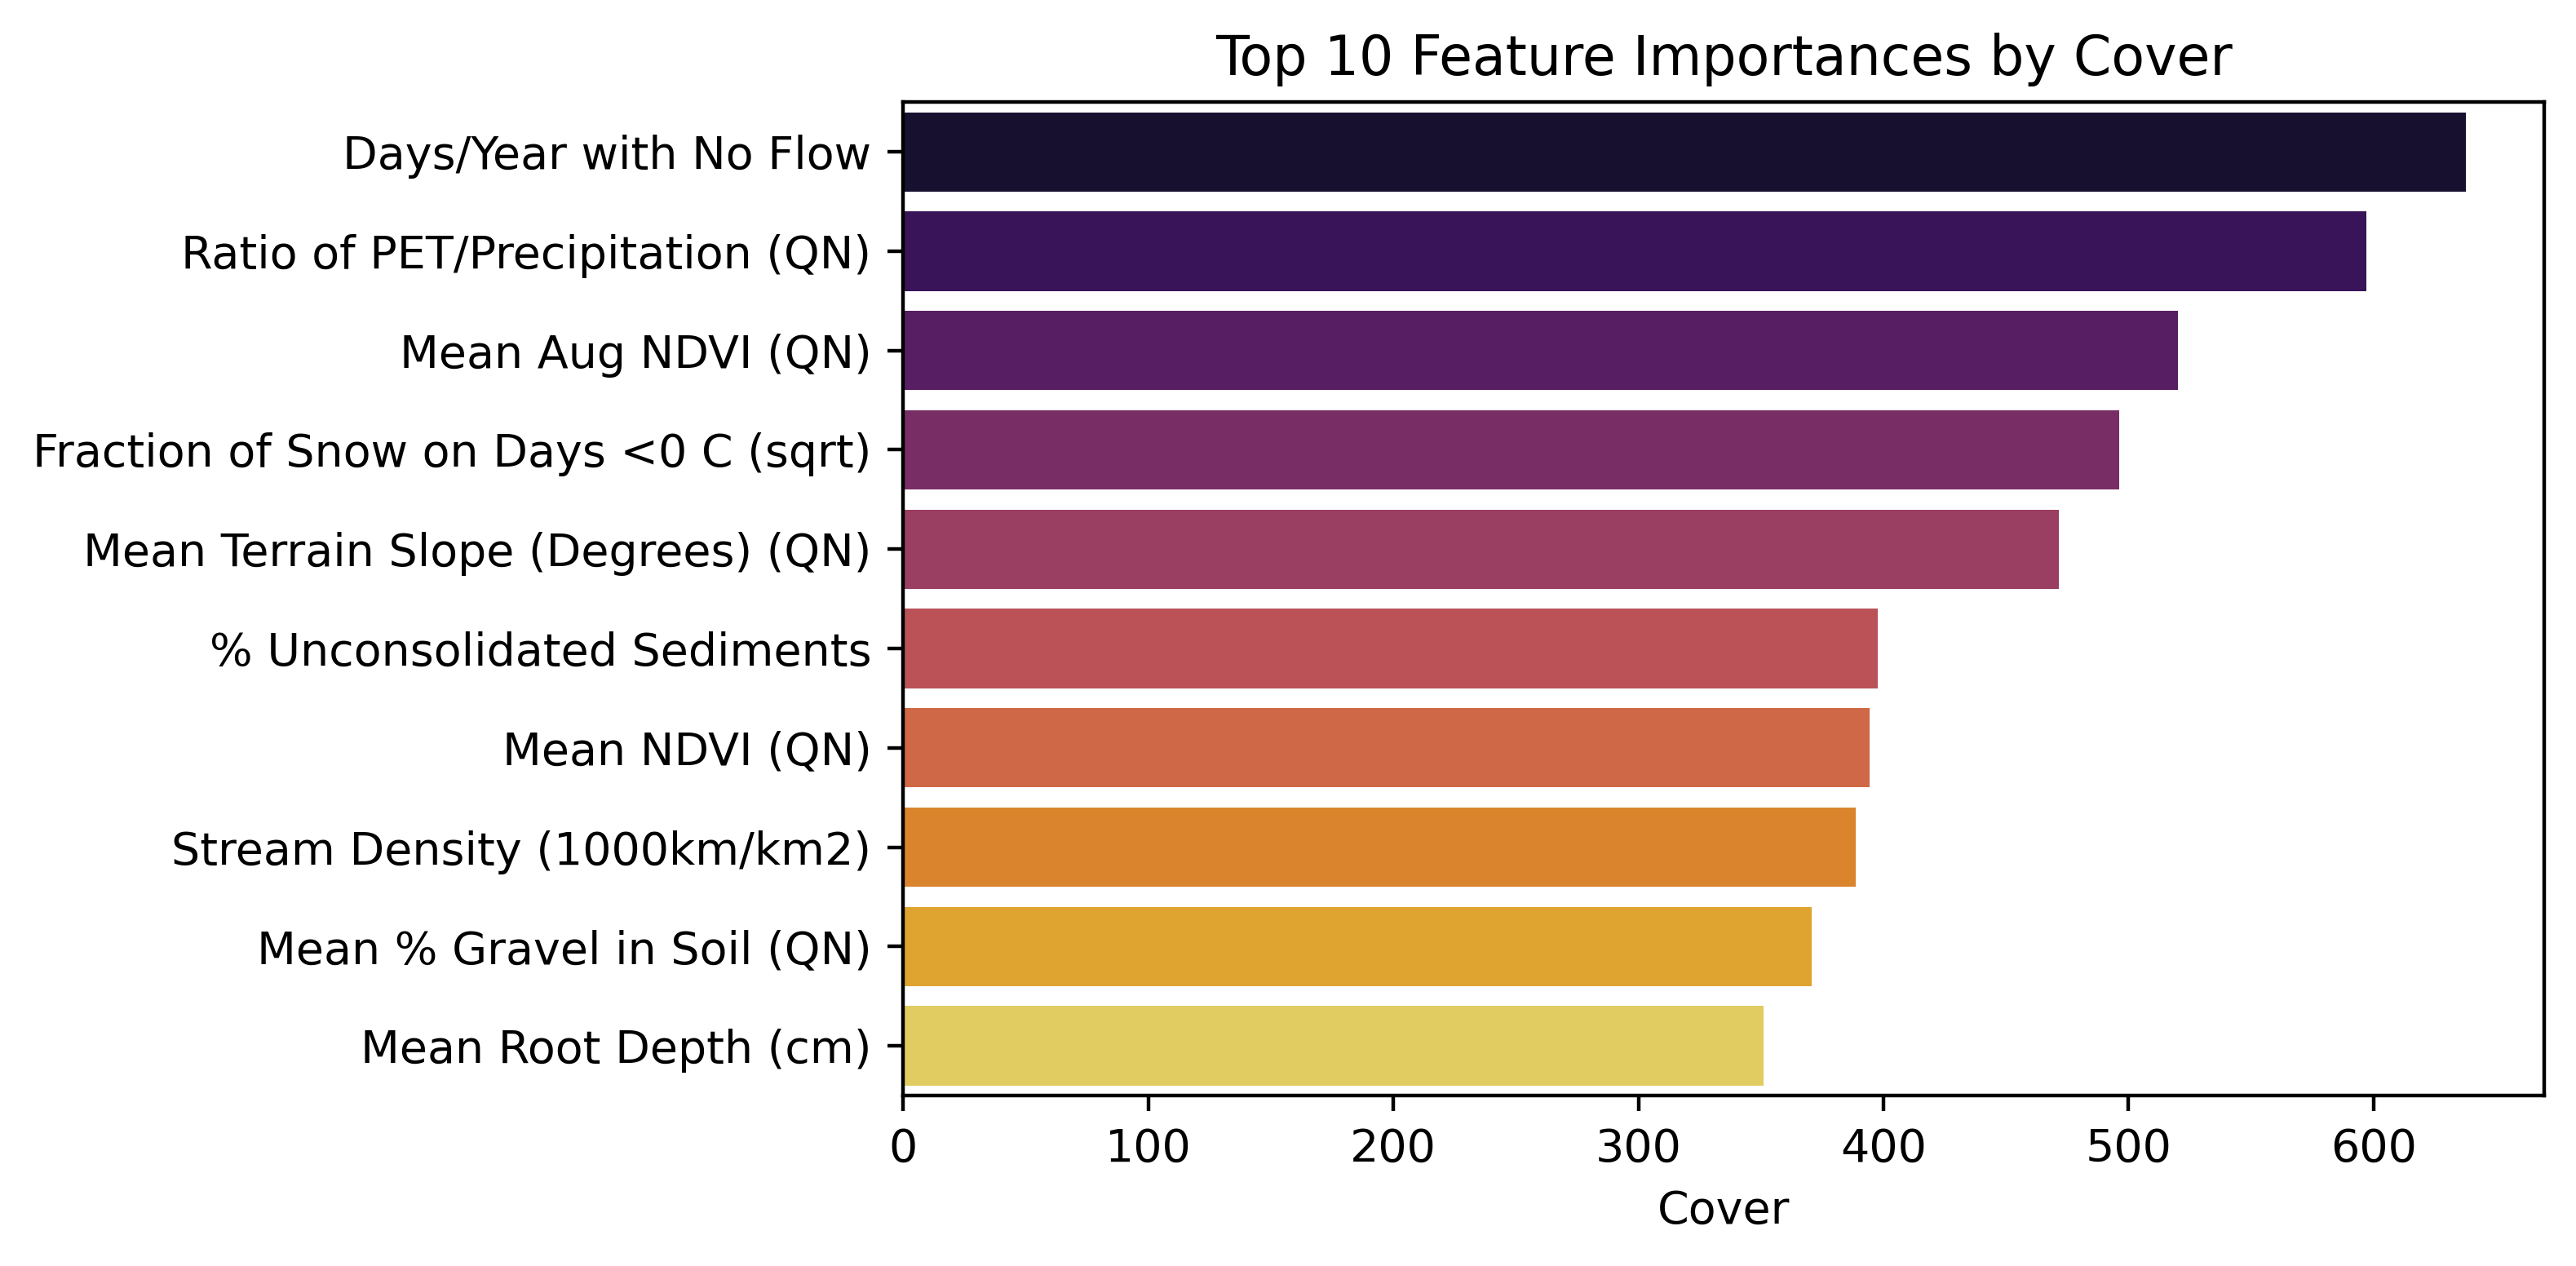 Top 10 Feature Importances by Cover
Days/Year with No Flow
Ratio of PET/Precipitation (QN)
Mean Aug NDVI (QN)
Fraction of Snow on Days <0 C (sqrt)
Mean Terrain Slope (Degrees) (QN)
% Unconsolidated Sediments
Mean NDVI (QN)
Stream Density (1000km/km2)
Mean % Gravel in Soil (QN)
Mean Root Depth (cm)
0 100 200 300 400 500 600
Cover